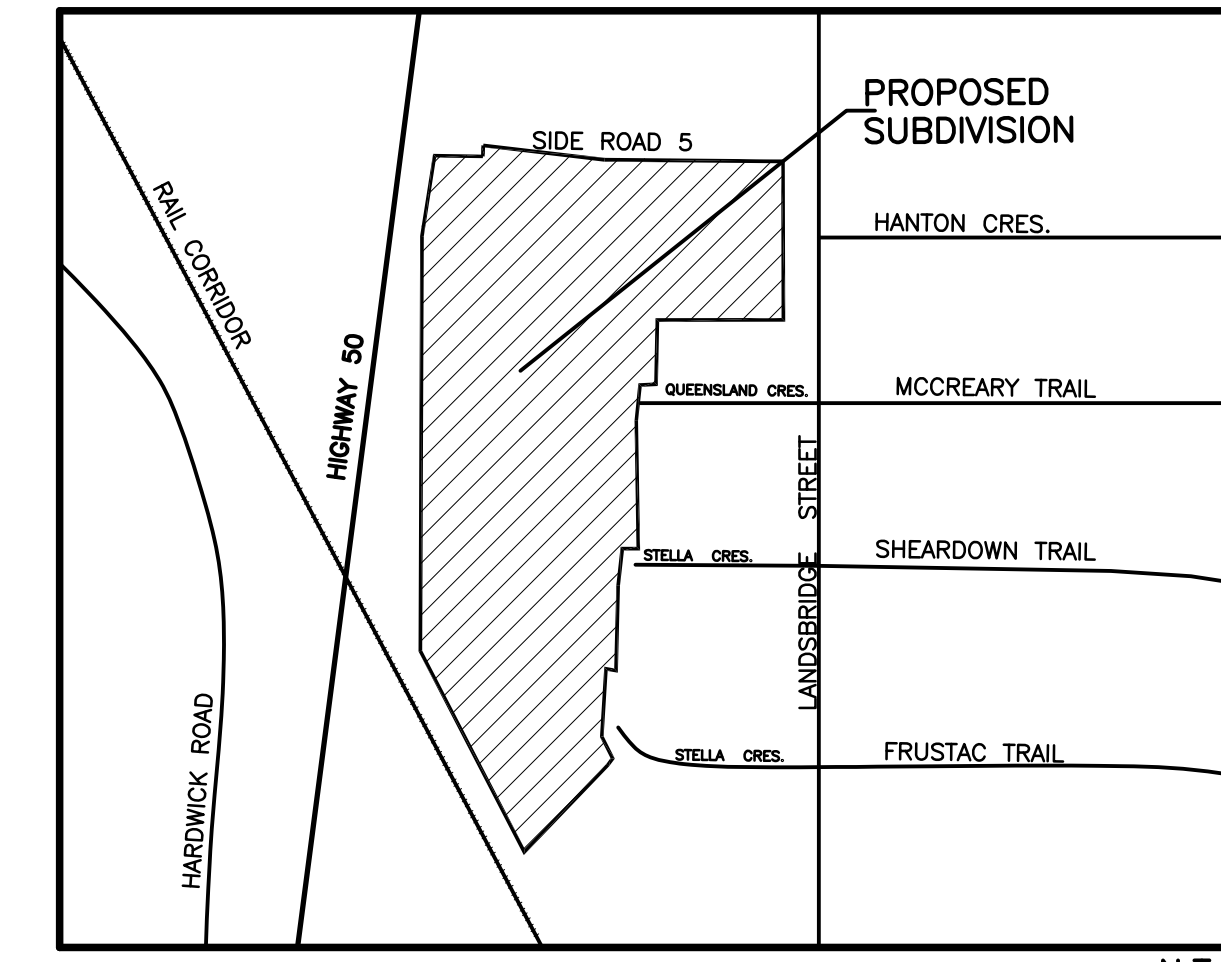 PROPOSED
SUBDIVISION
SIDE ROAD 5
HANTON CRES.
RAIL CORRIDOR
HIGHWAY 50
QUEENSLAND CRES.
MCCREARY TRAIL
LANDSBRIDGE STREET
STELLA CRES.
SHEARDOWN TRAIL
HARDWICK ROAD
STELLA CRES.
FRUSTAC TRAIL